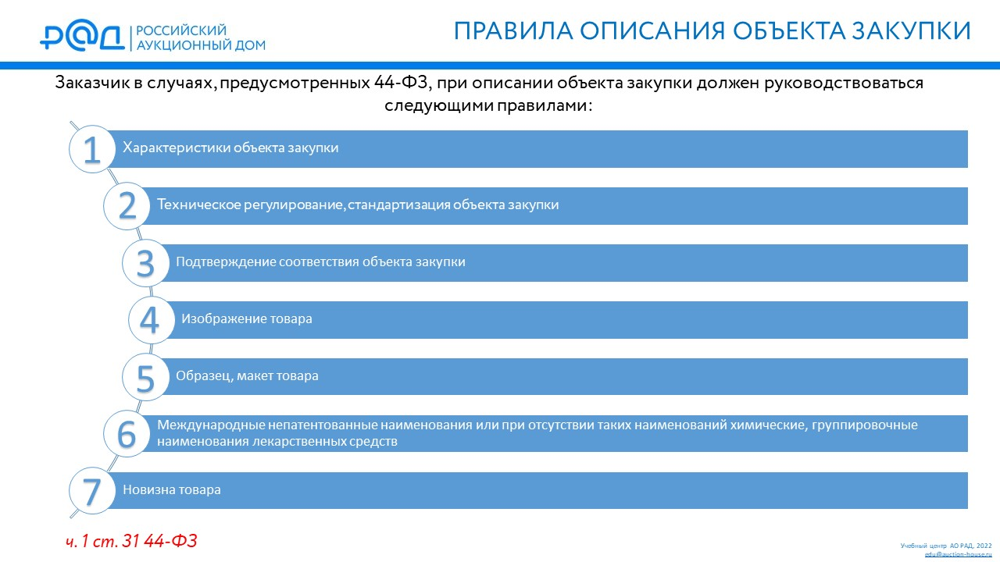 р@д
РОССИЙСКИЙ
АУКЦИОННЫЙ ДОМ
ПРАВИЛА ОПИСАНИЯ ОБЪЕКТА ЗАКУПКИ
Заказчик в случаях, предусмотренных 44-ФЗ, при описании объекта закупки должен руководствоваться
следующими правилами:
1 Характеристики объекта закупки
2 Техническое регулирование, стандартизация объекта закупки
3 Подтверждение соответствия объекта закупки
4 Изображение товара
5 Образец, макет товара
6 Международные непатентованные наименования или при отсутствии таких наименований химические, группировочные
наименования лекарственных средств
7 Новизна товара
ч. 1 ст. 31 44-ФЗ
Учебный центр АО РАД, 2022
edu@auction-house.ru